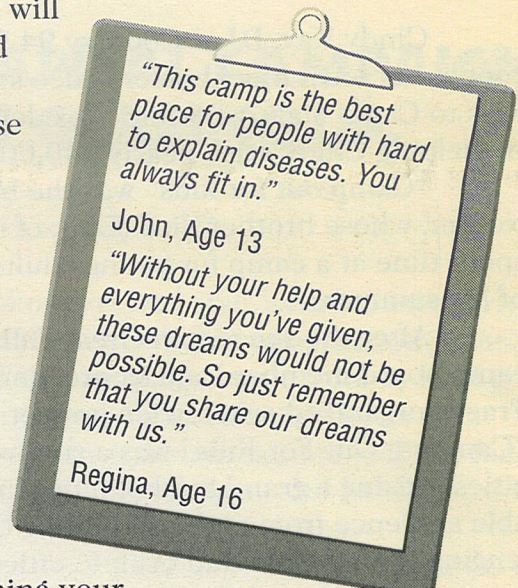 will
“This camp is the best
place for people with hard
to explain diseases. You
always fit in.”
John, Age 13
“Without your help and
everything you’ve given,
these dreams would not be
possible. So just remember
that you share our dreams
with us.”
Regina, Age 16
your